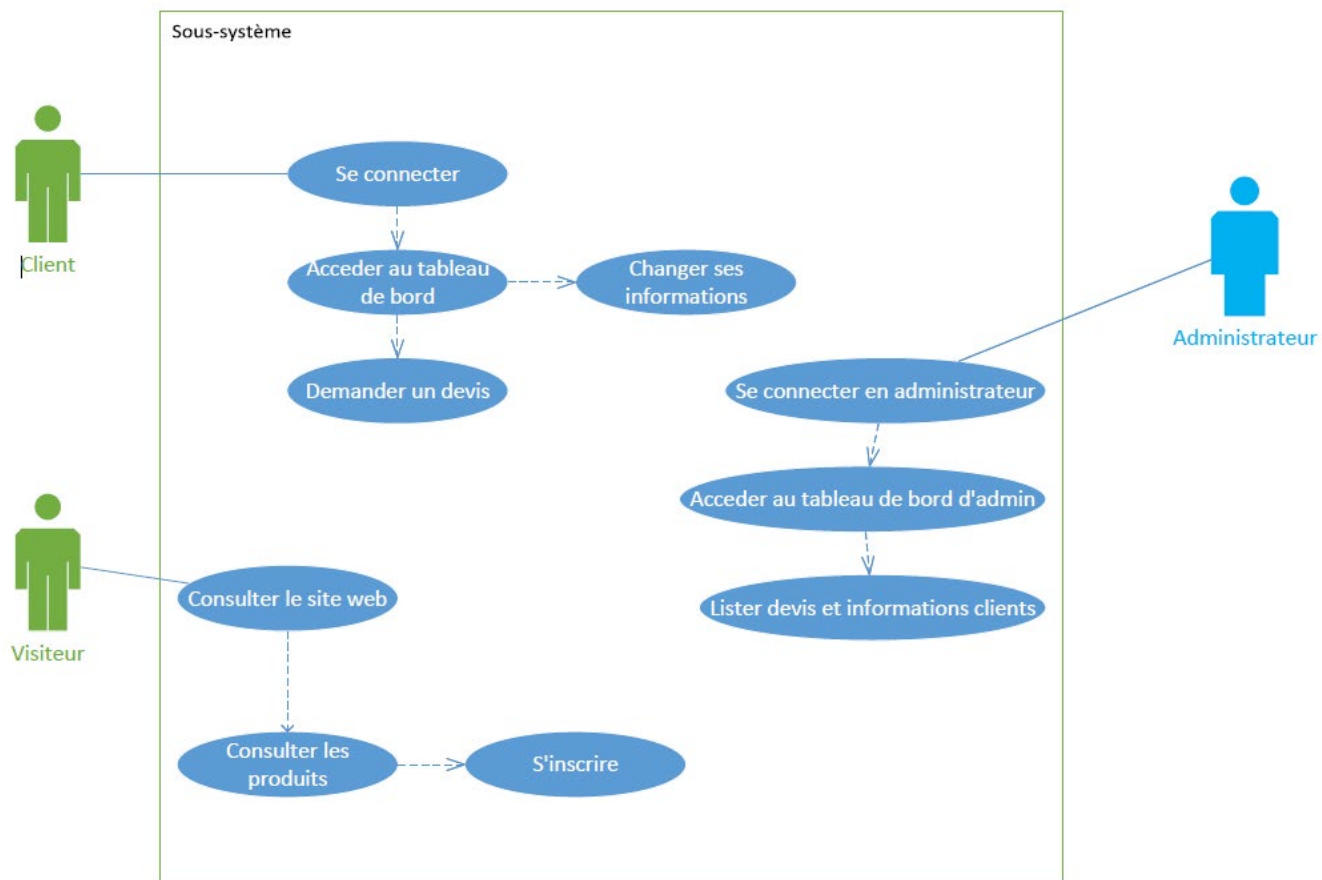 Sous-système
Se connecter
Client
Acceder au tableau
de bord
Changer ses
informations
Administrateur
Demander un devis
Se connecter en administrateur
Acceder au tableau de bord d'admin
Consulter le site web
Lister devis et informations clients
Visiteur
Consulter les
produits
S'inscrire